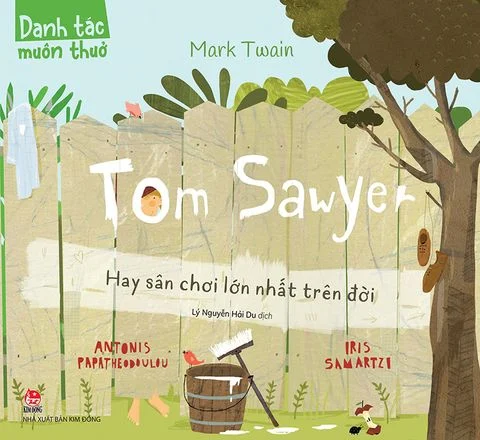 Danh tác
muôn thuở
Mark Twain
Tom Sawyer
Hay sân chơi lớn nhất trên đời
Lý Nguyễn Hỏi Du dịch
ANTONIS
PAPATHEODOULOU
IRIS
SAMARTZI
KIM ĐỒNG
NHÀ XUẤT BẢN KIM ĐỒNG